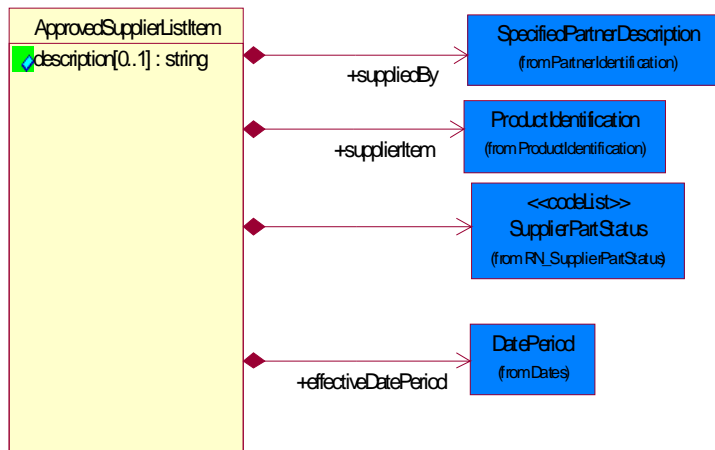 ApprovedSupplierListItem
description[0..1] : string
SpecifiedPartnerDescription
(from PartnerIdentification)
+suppliedBy
ProductIdentification
(from ProductIdentification)
+supplierItem
<<codeList>>
SupplierPartStatus
(from RN_SupplierPartStatus)
DatePeriod
(from Dates)
+effectiveDatePeriod